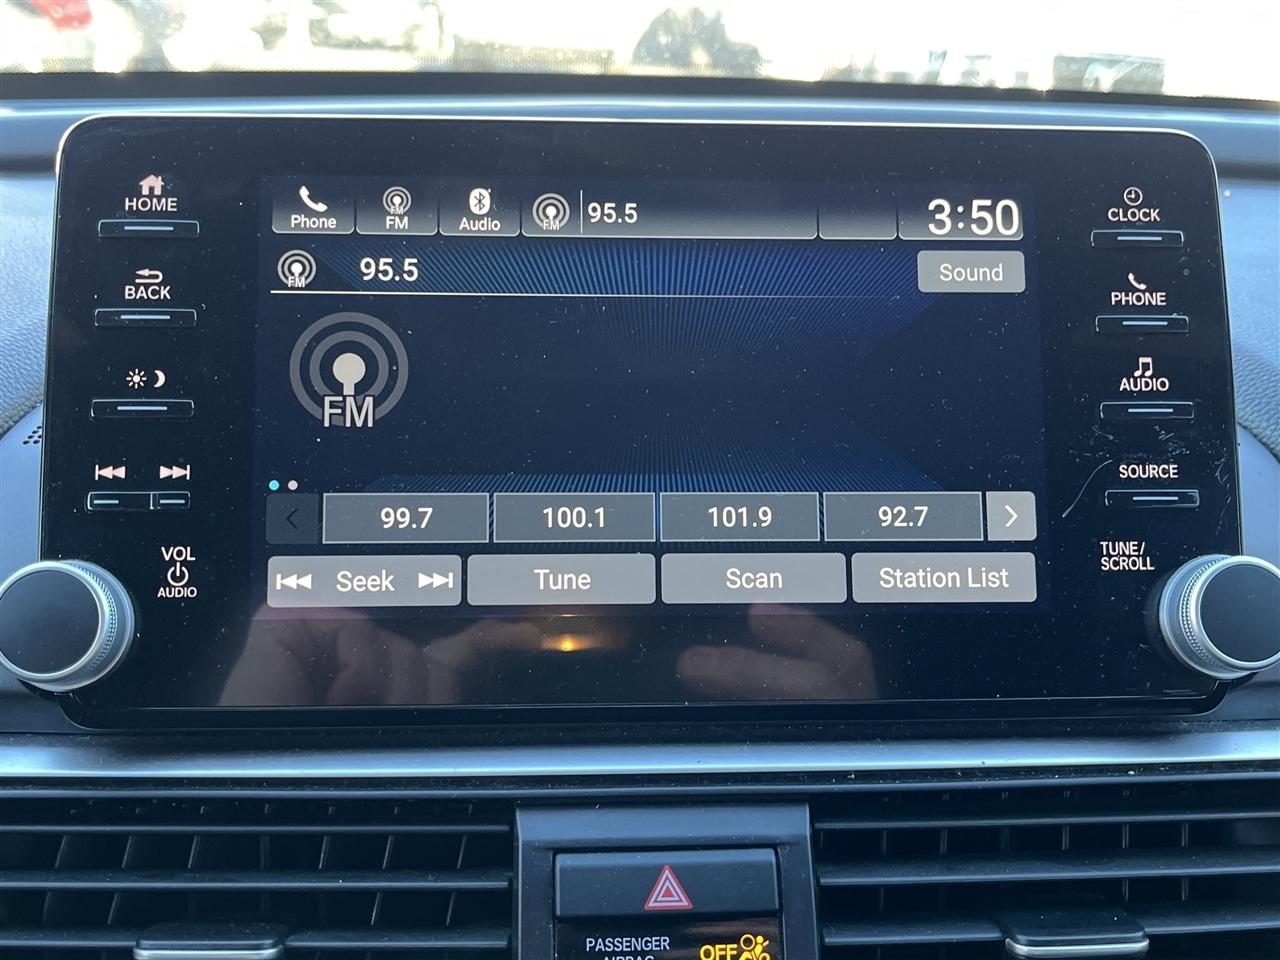 HOME
BACK
VOL
AUDIO
Phone
FM
FM
Audio
FM
95.5
3:50
FM
95.5
Sound
FM
99.7
100.1
101.9
92.7
Seek
Tune
Scan
Station List
CLOCK
PHONE
AUDIO
SOURCE
TUNE/
SCROLL
PASSENGER
AIRBAG
OFF